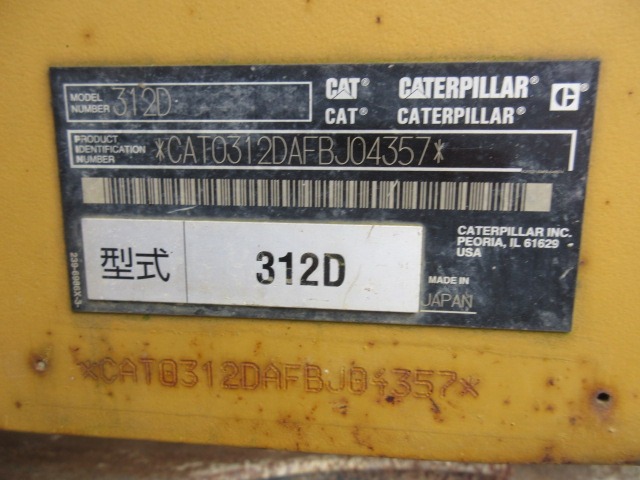 MODEL NUMBER 312D
CAT® CATERPILLAR® C
CAT® CATERPILLAR®
PRODUCT IDENTIFICATION NUMBER *CAT0312DAFBJ04357*
型式 312D
CATERPILLAR INC.
PEORIA, IL 61629
USA
MADE IN
JAPAN
*CAT0312DAFBJ04357*